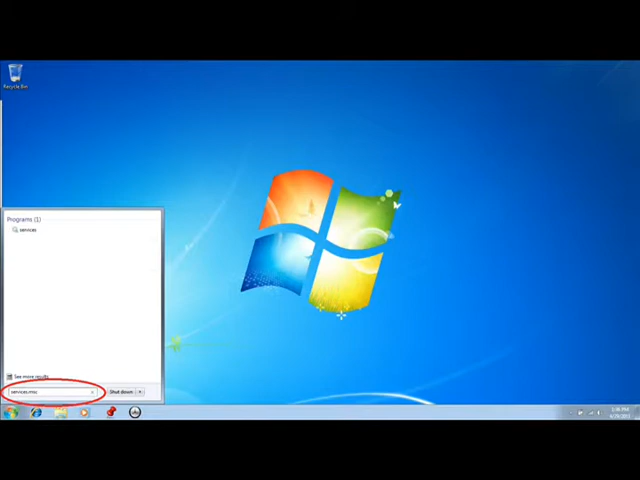 Recycle Bin
Programs (1)
services
See more results
services.msc
Shut down